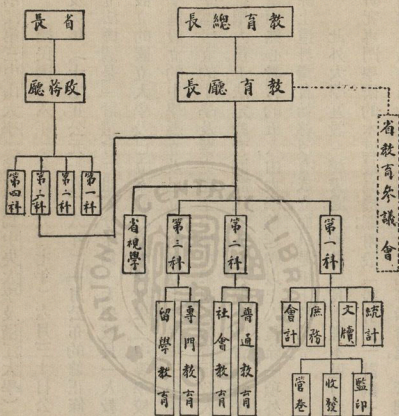 教育總長
省長
教育廳長
政務廳
省教育參議會
第一科
第二科
第三科
第四科
第一科
第二科
第三科
省視學
統計
文牘
庶務
會計
監印
收發
管卷
普通教育
社會教育
專門教育
留學教育
NATIONAL CENTRAL LIBRARY